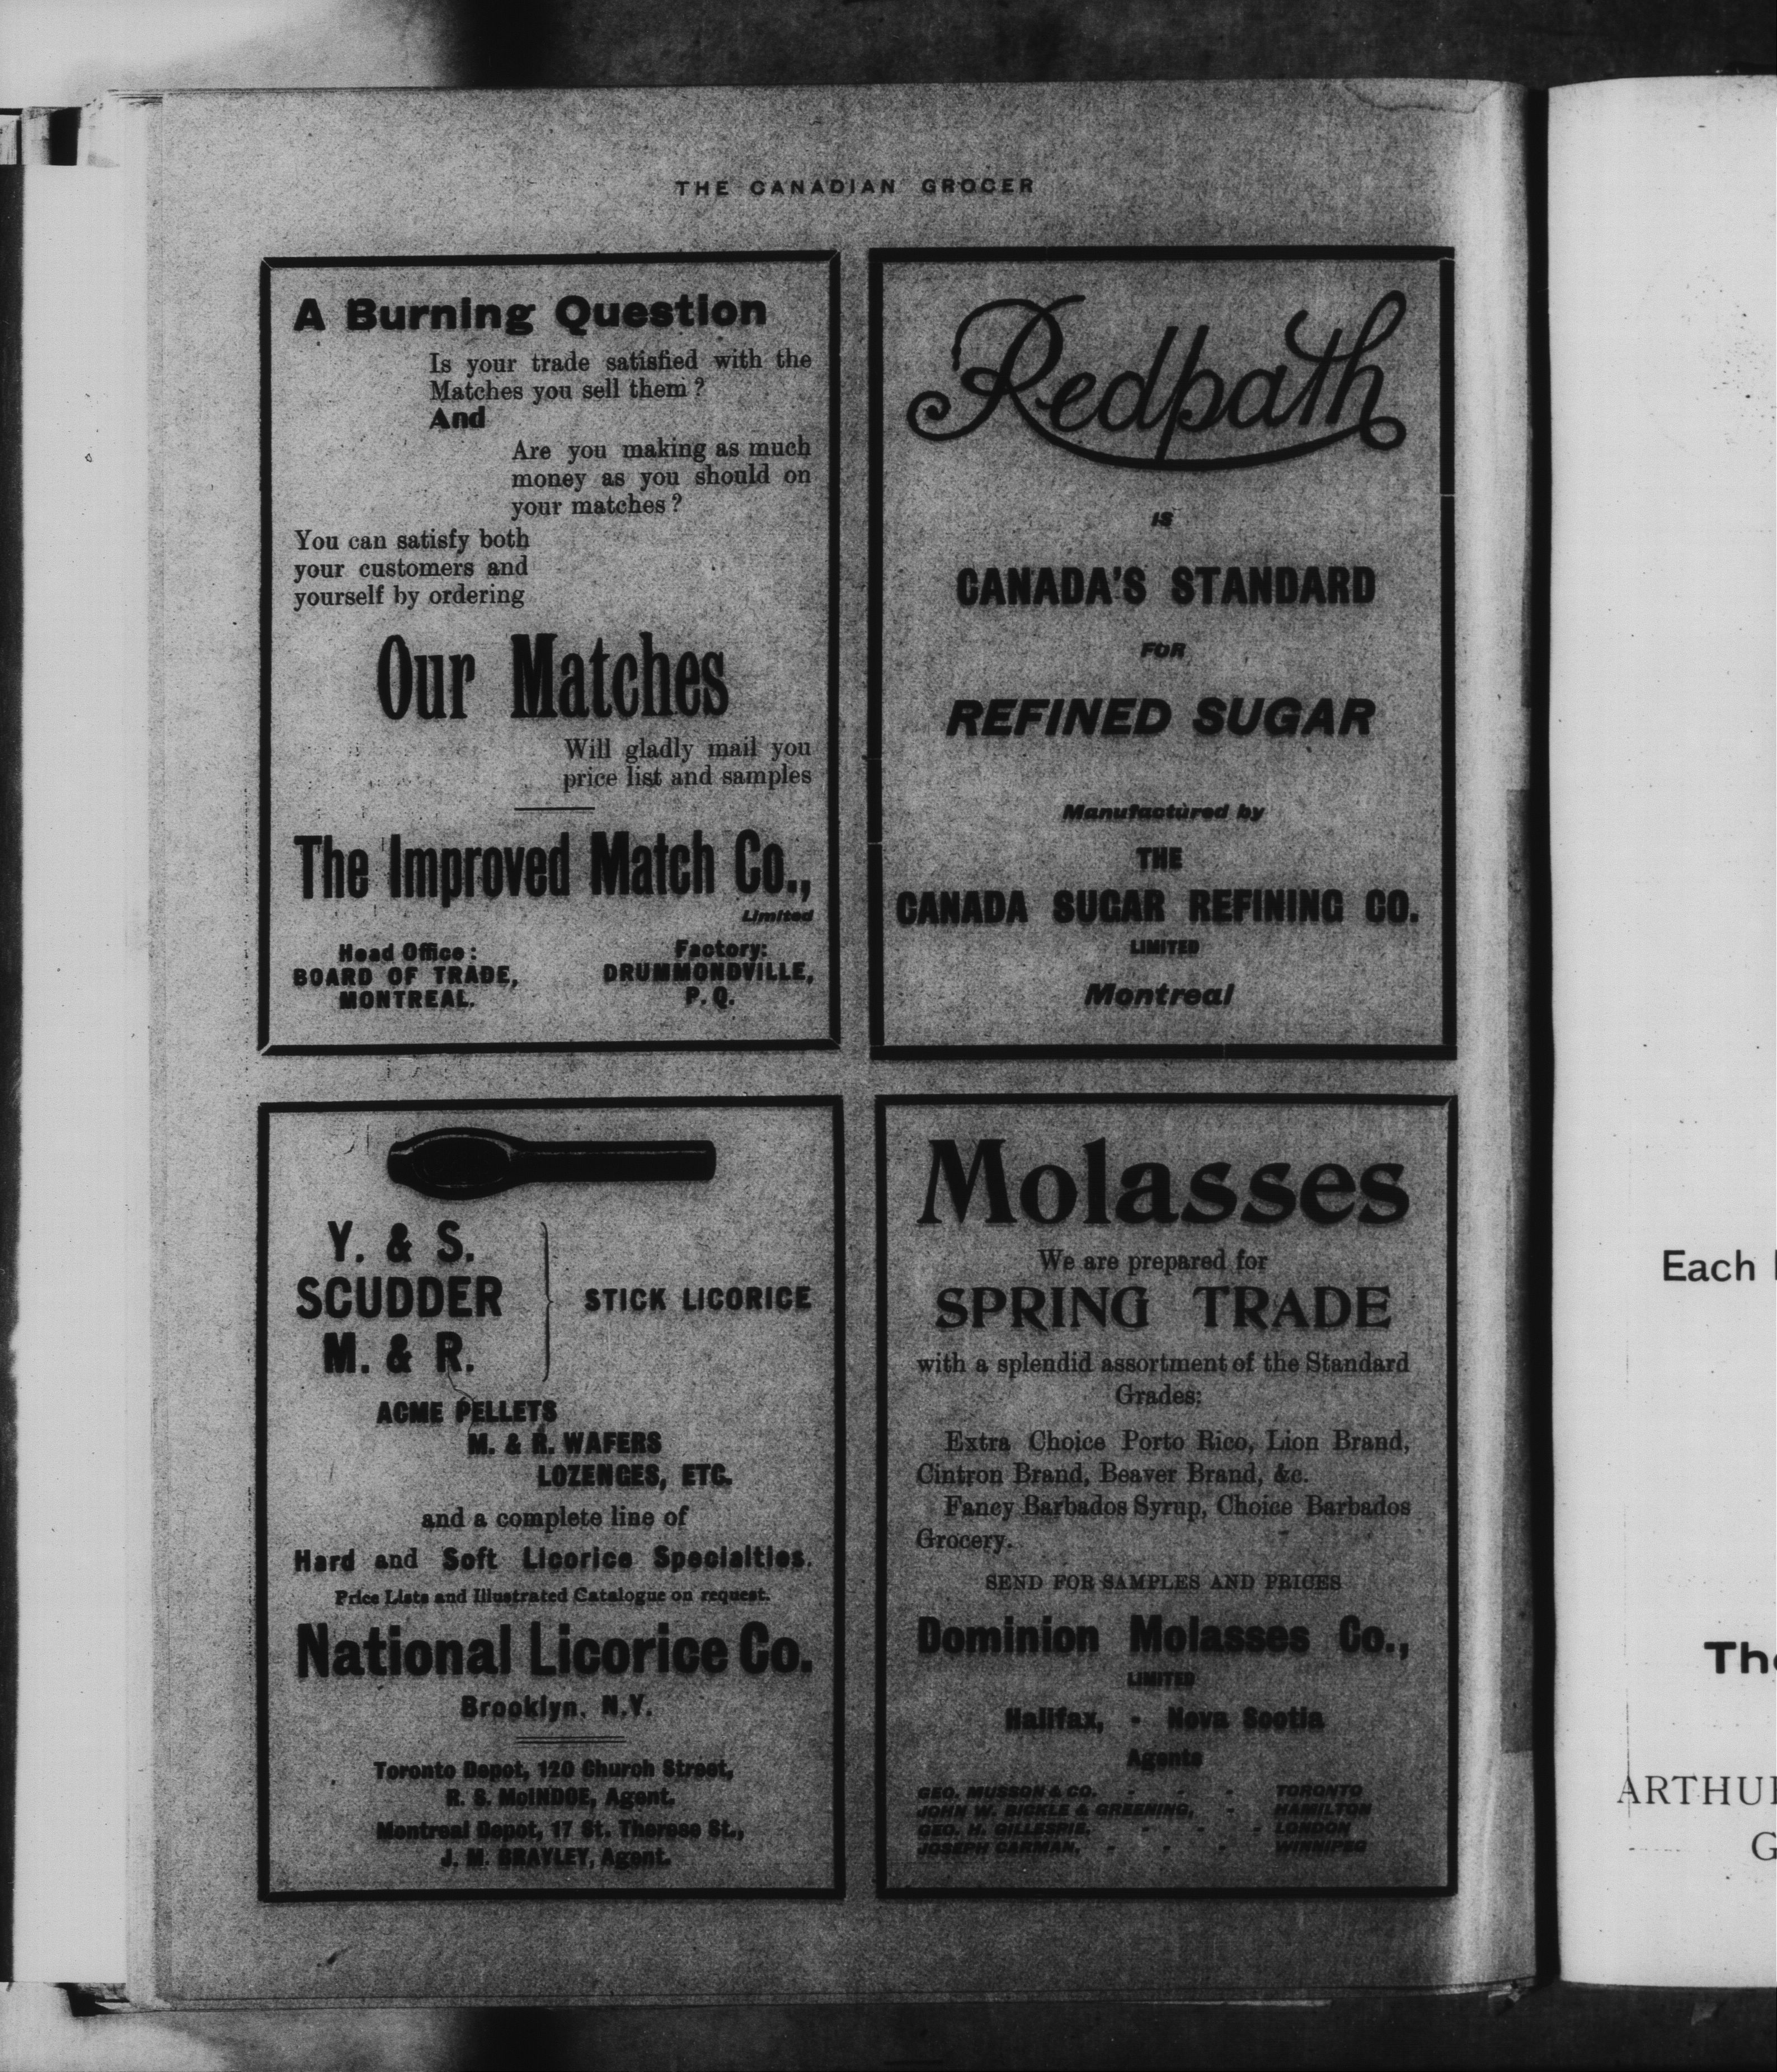 THE CANADIAN GROCER
A Burning Question
Is your trade satisfied with the
Matches you sell them?
And
Are you making as much
money as you should on
your matches?
You can satisfy both
your customers and
yourself by ordering
Our Matches
Will gladly mail you
price list and samples
The Improved Match Co.,
Limited
Head Office:
BOARD OF TRADE,
MONTREAL.
Factory:
DRUMMONDVILLE,
P. Q.
Redpath
IS
CANADA'S STANDARD
FOR
REFINED SUGAR
Manufactured by
THE
CANADA SUGAR REFINING CO.
LIMITED
Montreal
Y. & S.
SCUDDER
M. & R.
STICK LICORICE
ACME PELLETS
M. & R. WAFERS
LOZENGES, ETC.
and a complete line of
Hard and Soft Licorice Specialties.
Price Lists and Illustrated Catalogue on request.
National Licorice Co.
Brooklyn, N.Y.
Toronto Depot, 120 Church Street,
R. S. McINDOE, Agent.
Montreal Depot, 17 St. Therese St.,
J. M. BRAYLEY, Agent.
Molasses
We are prepared for
SPRING TRADE
with a splendid assortment of the Standard
Grades:
Extra Choice Porto Rico, Lion Brand,
Cintron Brand, Beaver Brand, &c.
Fancy Barbados Syrup, Choice Barbados
Grocery.
SEND FOR SAMPLES AND PRICES
Dominion Molasses Co.,
LIMITED
Halifax, - Nova Scotia
Agents
GEO. MUSSON & CO. - - - TORONTO
JOHN W. BICKLE & GREENING, - HAMILTON
GEO. H. GILLESPIE, - - - LONDON
JOSEPH CARMAN, - - - WINNIPEG
Each